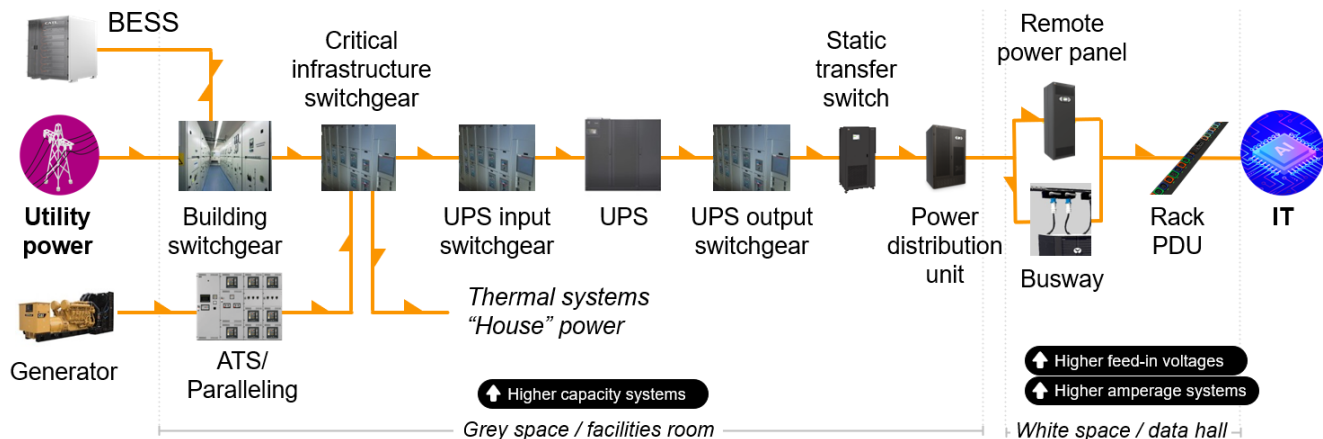 BESS
Critical
infrastructure
switchgear
Static
transfer
switch
Remote
power panel
AI
Utility
power
Building
switchgear
UPS input
switchgear
UPS
UPS output
switchgear
Power
distribution
unit
Busway
Rack
PDU
IT
Generator
ATS/
Paralleling
Thermal systems
“House” power
Higher capacity systems
Higher feed-in voltages
Higher amperage systems
Grey space / facilities room
White space / data hall